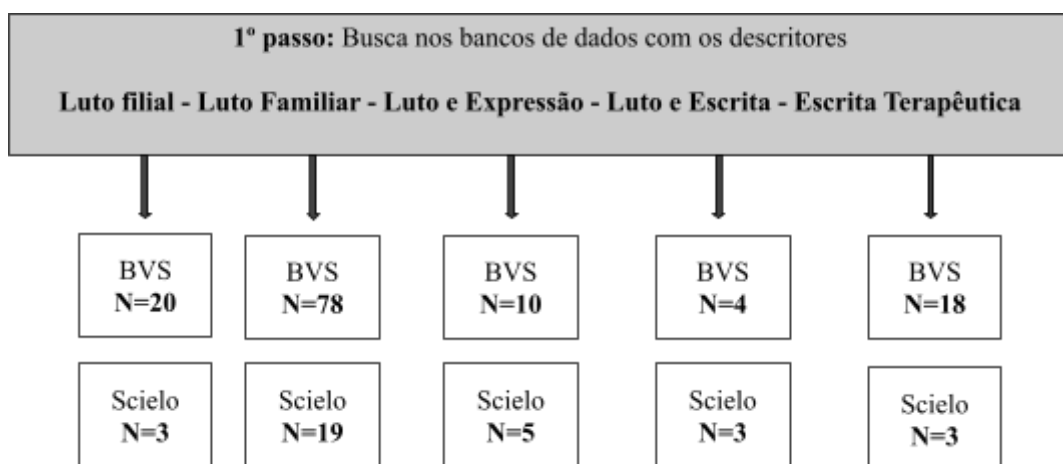 1º passo: Busca nos bancos de dados com os descritores
Luto filial - Luto Familiar - Luto e Expressão - Luto e Escrita - Escrita Terapêutica
BVS
N=20
BVS
N=78
BVS
N=10
BVS
N=4
BVS
N=18
Scielo
N=3
Scielo
N=19
Scielo
N=5
Scielo
N=3
Scielo
N=3